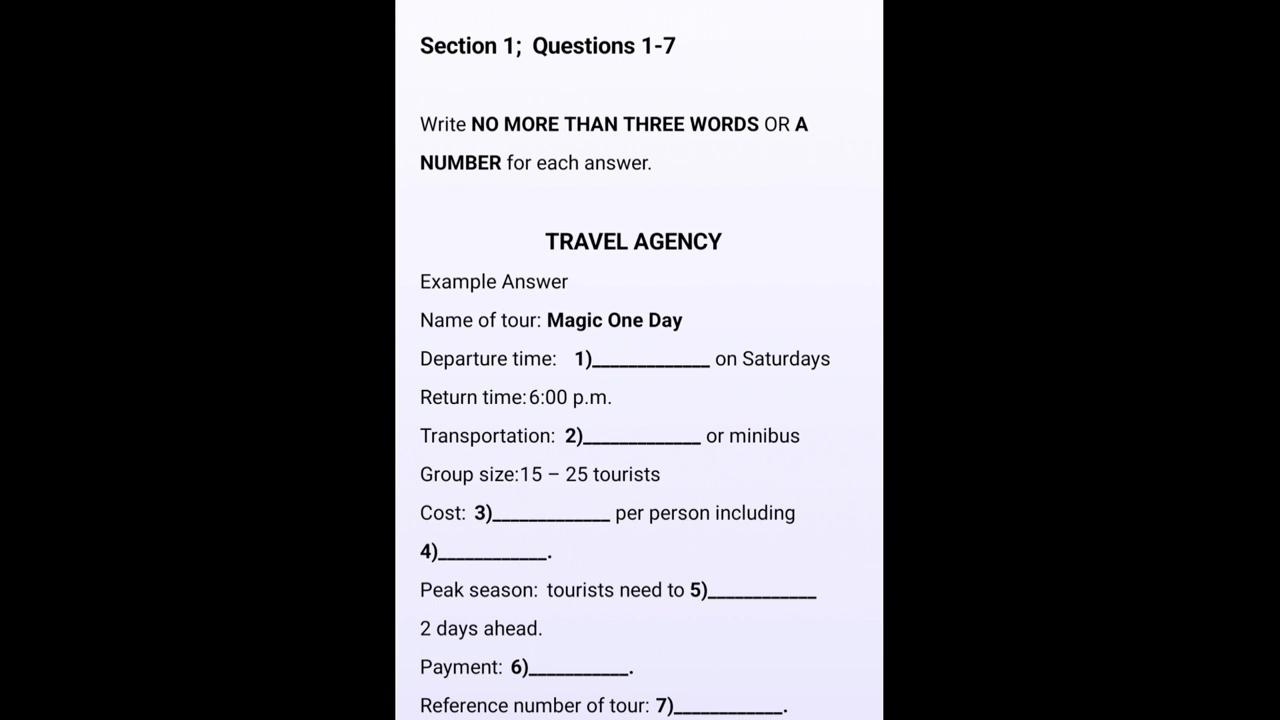 Section 1; Questions 1-7
Write NO MORE THAN THREE WORDS OR A
NUMBER for each answer.
TRAVEL AGENCY
Example Answer
Name of tour: Magic One Day
Departure time: 1)_____________ on Saturdays
Return time:6:00 p.m.
Transportation: 2)_____________ or minibus
Group size:15 – 25 tourists
Cost: 3)_____________ per person including
4)____________.
Peak season: tourists need to 5)____________
2 days ahead.
Payment: 6)___________.
Reference number of tour: 7)____________.